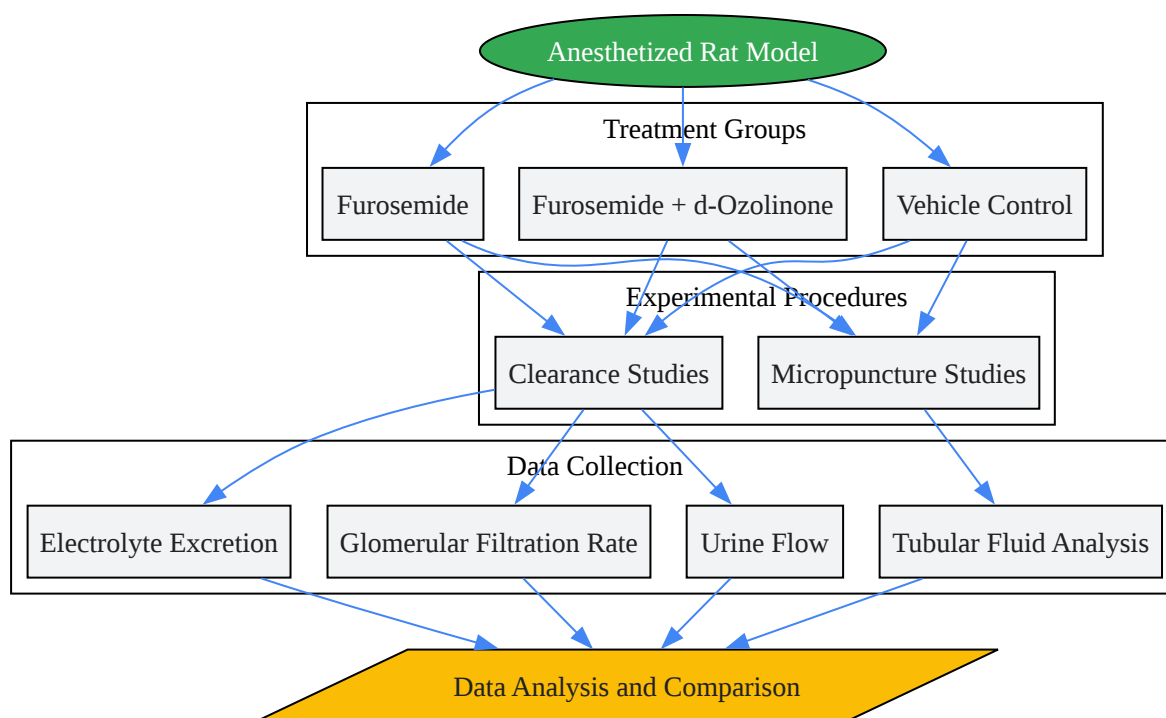 Anesthetized Rat Model
Treatment Groups
Furosemide
Furosemide + d-Ozolinone
Vehicle Control
Experimental Procedures
Clearance Studies
Micropuncture Studies
Data Collection
Electrolyte Excretion
Glomerular Filtration Rate
Urine Flow
Tubular Fluid Analysis
Data Analysis and Comparison